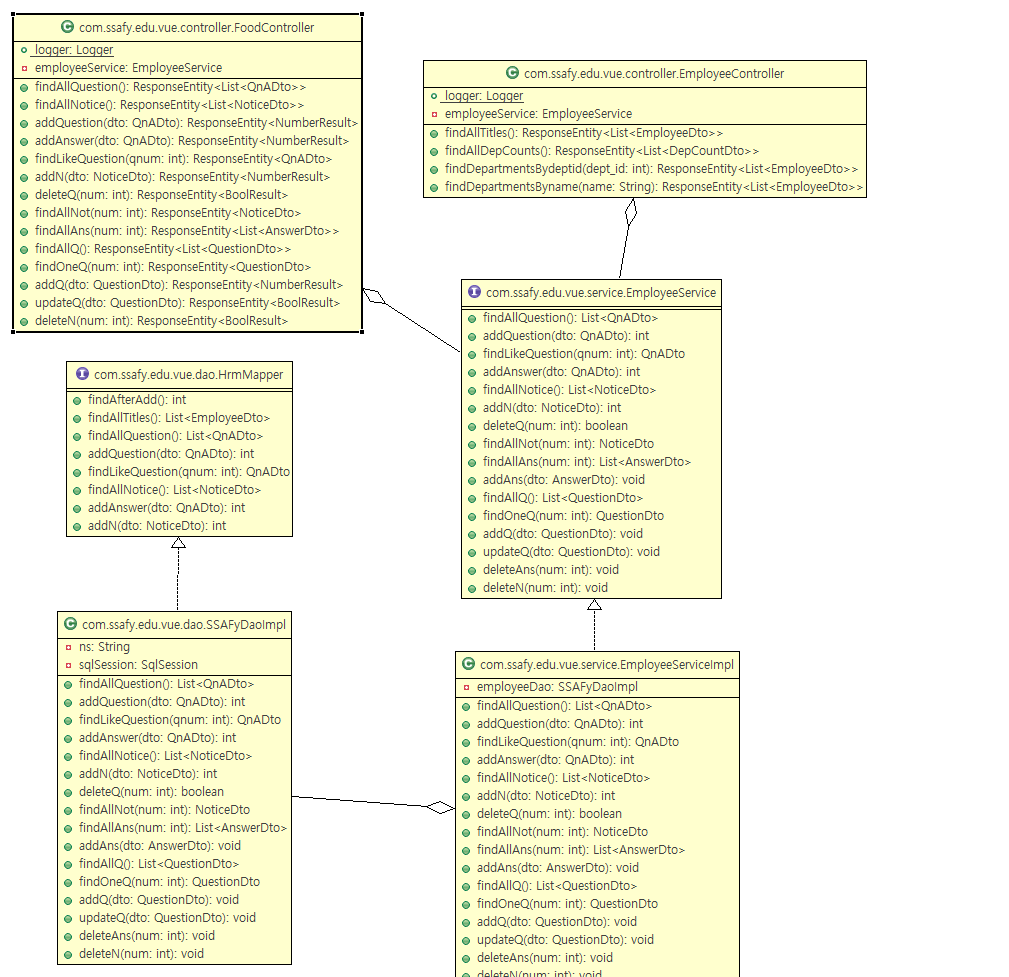 com.ssafy.edu.vue.controller.FoodController
logger: Logger
employeeService: EmployeeService
findAllQuestion(): ResponseEntity<List<QnADto>>
findAllNotice(): ResponseEntity<List<NoticeDto>>
addQuestion(dto: QnADto): ResponseEntity<NumberResult>
addAnswer(dto: QnADto): ResponseEntity<NumberResult>
findLikeQuestion(qnum: int): ResponseEntity<QnADto>
addN(dto: NoticeDto): ResponseEntity<NumberResult>
deleteQ(num: int): ResponseEntity<BoolResult>
findAllNot(num: int): ResponseEntity<NoticeDto>
findAllAns(num: int): ResponseEntity<List<AnswerDto>>
findAllQ(): ResponseEntity<List<QuestionDto>>
findOneQ(num: int): ResponseEntity<QuestionDto>
addQ(dto: QuestionDto): ResponseEntity<NumberResult>
updateQ(dto: QuestionDto): ResponseEntity<BoolResult>
deleteN(num: int): ResponseEntity<BoolResult>
com.ssafy.edu.vue.controller.EmployeeController
logger: Logger
employeeService: EmployeeService
findAllTitles(): ResponseEntity<List<EmployeeDto>>
findAllDepCounts(): ResponseEntity<List<DepCountDto>>
findDepartmentsBydeptid(dept_id: int): ResponseEntity<List<EmployeeDto>>
findDepartmentsByname(name: String): ResponseEntity<List<EmployeeDto>>
com.ssafy.edu.vue.service.EmployeeService
findAllQuestion(): List<QnADto>
addQuestion(dto: QnADto): int
findLikeQuestion(qnum: int): QnADto
addAnswer(dto: QnADto): int
findAllNotice(): List<NoticeDto>
addN(dto: NoticeDto): int
deleteQ(num: int): boolean
findAllNot(num: int): NoticeDto
findAllAns(num: int): List<AnswerDto>
addAns(dto: AnswerDto): void
findAllQ(): List<QuestionDto>
findOneQ(num: int): QuestionDto
addQ(dto: QuestionDto): void
updateQ(dto: QuestionDto): void
deleteAns(num: int): void
deleteN(num: int): void
com.ssafy.edu.vue.dao.HrmMapper
findAfterAdd(): int
findAllTitles(): List<EmployeeDto>
findAllQuestion(): List<QnADto>
addQuestion(dto: QnADto): int
findLikeQuestion(qnum: int): QnADto
findAllNotice(): List<NoticeDto>
addAnswer(dto: QnADto): int
addN(dto: NoticeDto): int
com.ssafy.edu.vue.dao.SSAFyDaoImpl
ns: String
sqlSession: SqlSession
findAllQuestion(): List<QnADto>
addQuestion(dto: QnADto): int
findLikeQuestion(qnum: int): QnADto
addAnswer(dto: QnADto): int
findAllNotice(): List<NoticeDto>
addN(dto: NoticeDto): int
deleteQ(num: int): boolean
findAllNot(num: int): NoticeDto
findAllAns(num: int): List<AnswerDto>
addAns(dto: AnswerDto): void
findAllQ(): List<QuestionDto>
findOneQ(num: int): QuestionDto
addQ(dto: QuestionDto): void
updateQ(dto: QuestionDto): void
deleteAns(num: int): void
deleteN(num: int): void
com.ssafy.edu.vue.service.EmployeeServiceImpl
employeeDao: SSAFyDaoImpl
findAllQuestion(): List<QnADto>
addQuestion(dto: QnADto): int
findLikeQuestion(qnum: int): QnADto
addAnswer(dto: QnADto): int
findAllNotice(): List<NoticeDto>
addN(dto: NoticeDto): int
deleteQ(num: int): boolean
findAllNot(num: int): NoticeDto
findAllAns(num: int): List<AnswerDto>
addAns(dto: AnswerDto): void
findAllQ(): List<QuestionDto>
findOneQ(num: int): QuestionDto
addQ(dto: QuestionDto): void
updateQ(dto: QuestionDto): void
deleteAns(num: int): void
deleteN(num: int): void